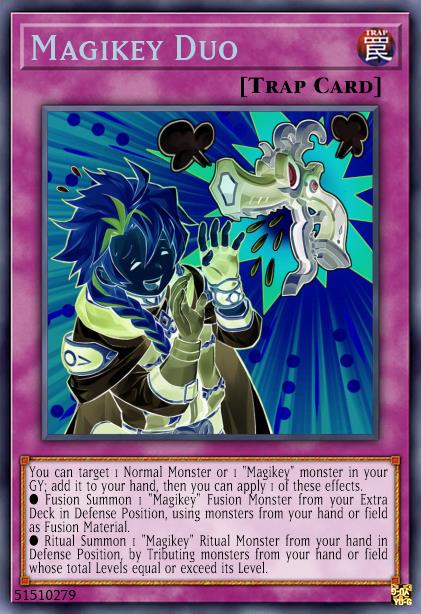 Magikey Duo
TRAP
罠
[Trap Card]
You can target 1 Normal Monster or 1 "Magikey" monster in your
GY; add it to your hand, then you can apply 1 of these effects.
● Fusion Summon 1 "Magikey" Fusion Monster from your Extra
Deck in Defense Position, using monsters from your hand or field
as Fusion Material.
● Ritual Summon 1 "Magikey" Ritual Monster from your hand in
Defense Position, by Tributing monsters from your hand or field
whose total Levels equal or exceed its Level.
51510279